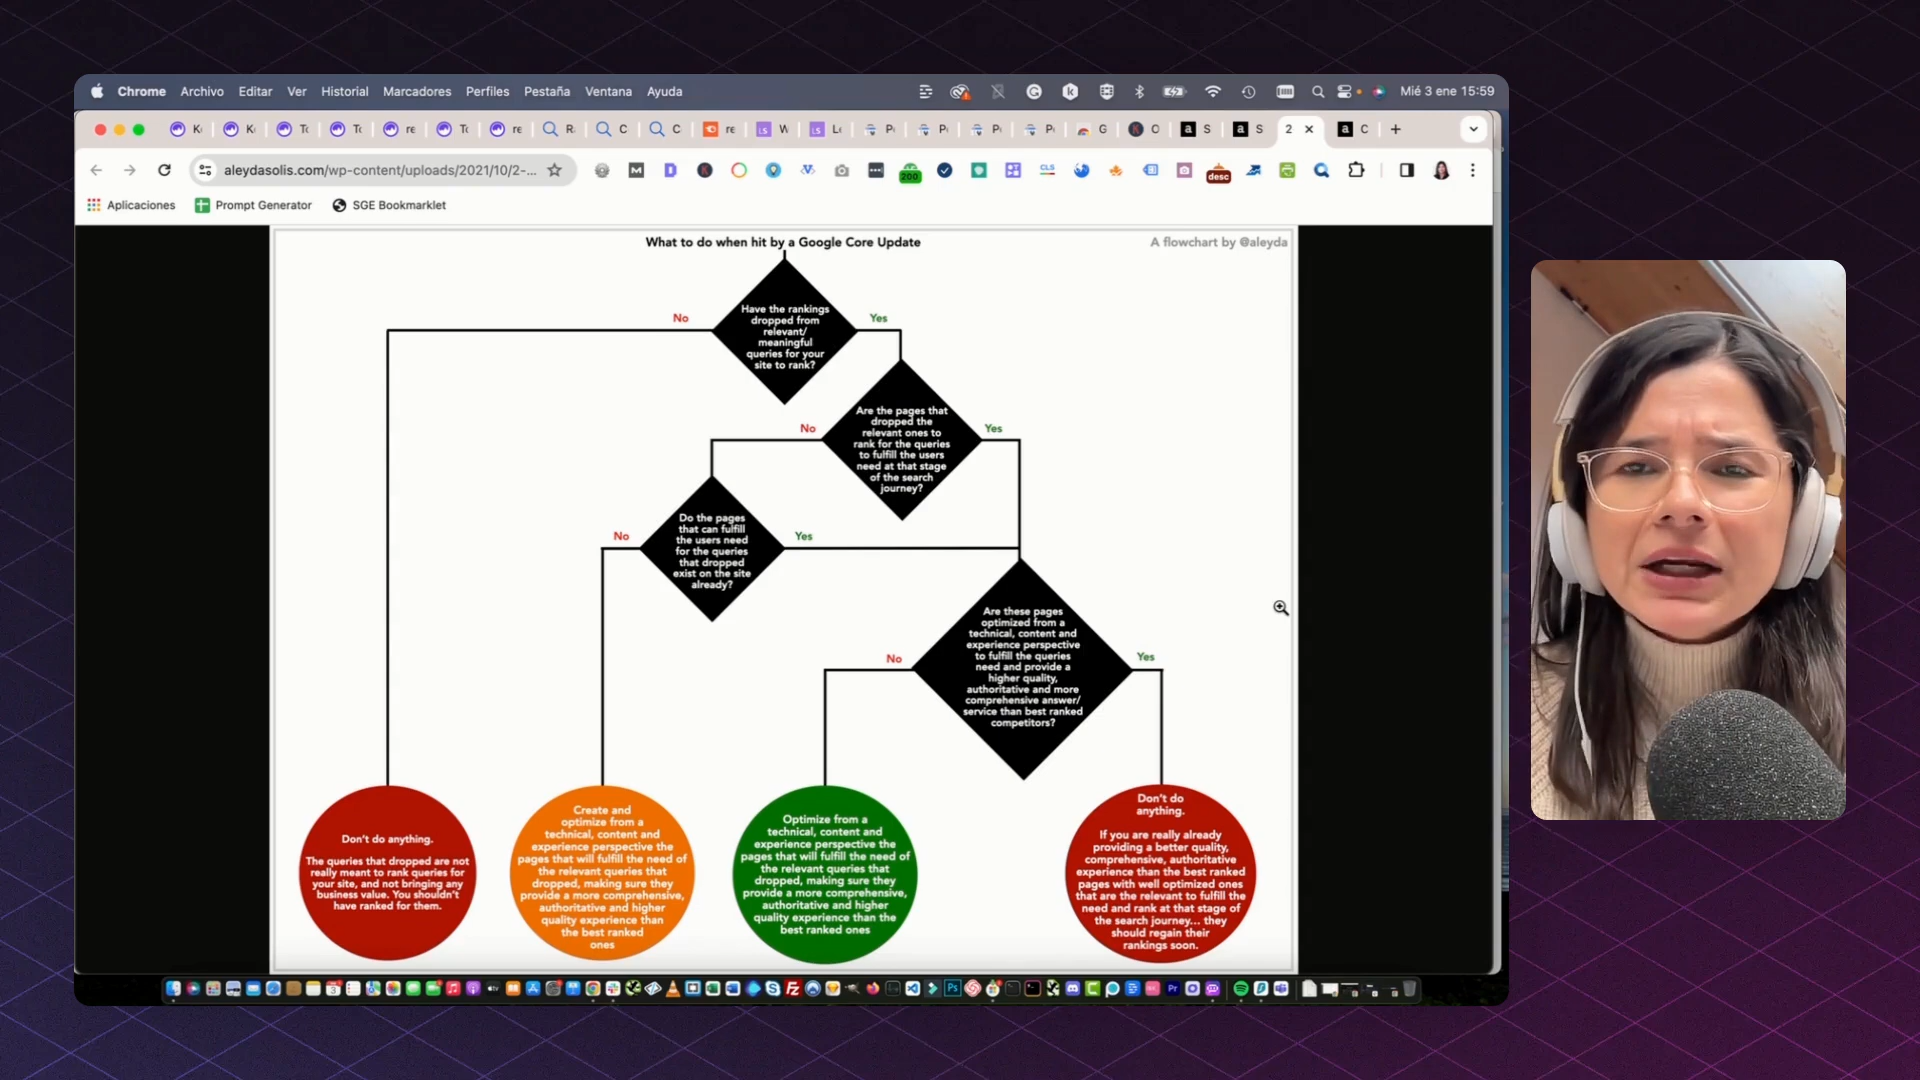 Chrome Archivo Editar Ver Historial Marcadores Perfiles Pestaña Ventana Ayuda
Mié 3 ene 15:59
aleydasolis.com/wp-content/uploads/2021/10/2-...
200
CLS
desc
Aplicaciones Prompt Generator SGE Bookmarklet
What to do when hit by a Google Core Update
A flowchart by @aleyda
Have the rankings
dropped from
relevant/
meaningful
queries for your
site to rank?
No
Yes
Are the pages that
dropped the
relevant ones to
rank for the queries
to fulfill the users
need at that stage
of the search
journey?
No
Yes
Do the pages
that can fulfill
the users need
for the queries
that dropped
exist on the site
already?
No
Yes
Are these pages
optimized from a
technical, content and
experience perspective
to fulfill the queries
need and provide a
higher quality,
authoritative and more
comprehensive answer/
service than best ranked
competitors?
No
Yes
Don't do anything.
The queries that dropped are not
really meant to rank queries for
your site, and not bringing any
business value. You shouldn't
have ranked for them.
Create and
optimize from a
technical, content and
experience perspective the
pages that will fulfill the need of
the relevant queries that
dropped, making sure they
provide a more comprehensive,
authoritative and higher
quality experience than
the best ranked
ones
Optimize from a
technical, content and
experience perspective the
pages that will fulfill the need of
the relevant queries that
dropped, making sure they
provide a more comprehensive,
authoritative and higher
quality experience than the
best ranked ones
Don't do
anything.
If you are really already
providing a better quality,
comprehensive, authoritative
experience than the best ranked
pages with well optimized ones
that are the relevant to fulfill the
need and rank at that stage of
the search journey... they
should regain their
rankings soon.